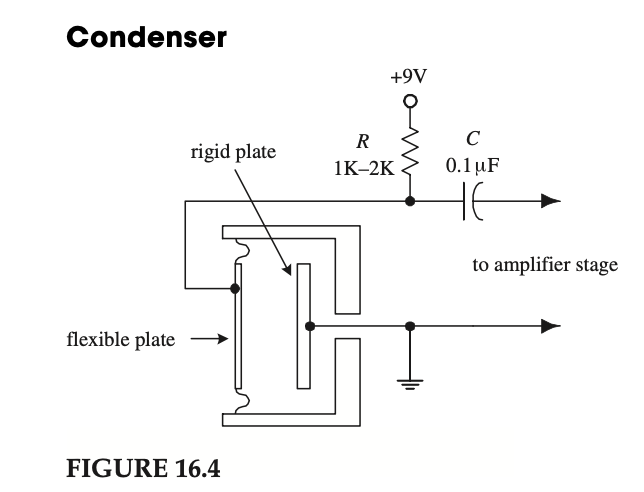 Condenser
+9V
R
1K–2K
C
0.1 µF
rigid plate
to amplifier stage
flexible plate
FIGURE 16.4